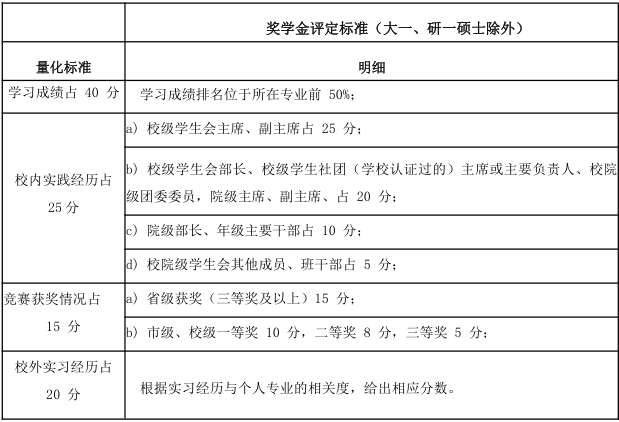 奖学金评定标准（大一、研一硕士除外）
量化标准
明细
学习成绩占 40 分
学习成绩排名位于所在专业前 50%;
校内实践经历占
25分
a) 校级学生会主席、副主席占 25 分;
b) 校级学生会部长、校级学生社团（学校认证过的）主席或主要负责人、校院
级团委委员，院级主席、副主席、占 20 分;
c) 院级部长、年级主要干部占 10 分;
d) 校院级学生会其他成员、班干部占 5 分;
竞赛获奖情况占
15 分
a) 省级获奖（三等奖及以上）15 分;
b) 市级、校级一等奖 10 分，二等奖 8 分，三等奖 5 分;
校外实习经历占
20 分
根据实习经历与个人专业的相关度，给出相应分数。